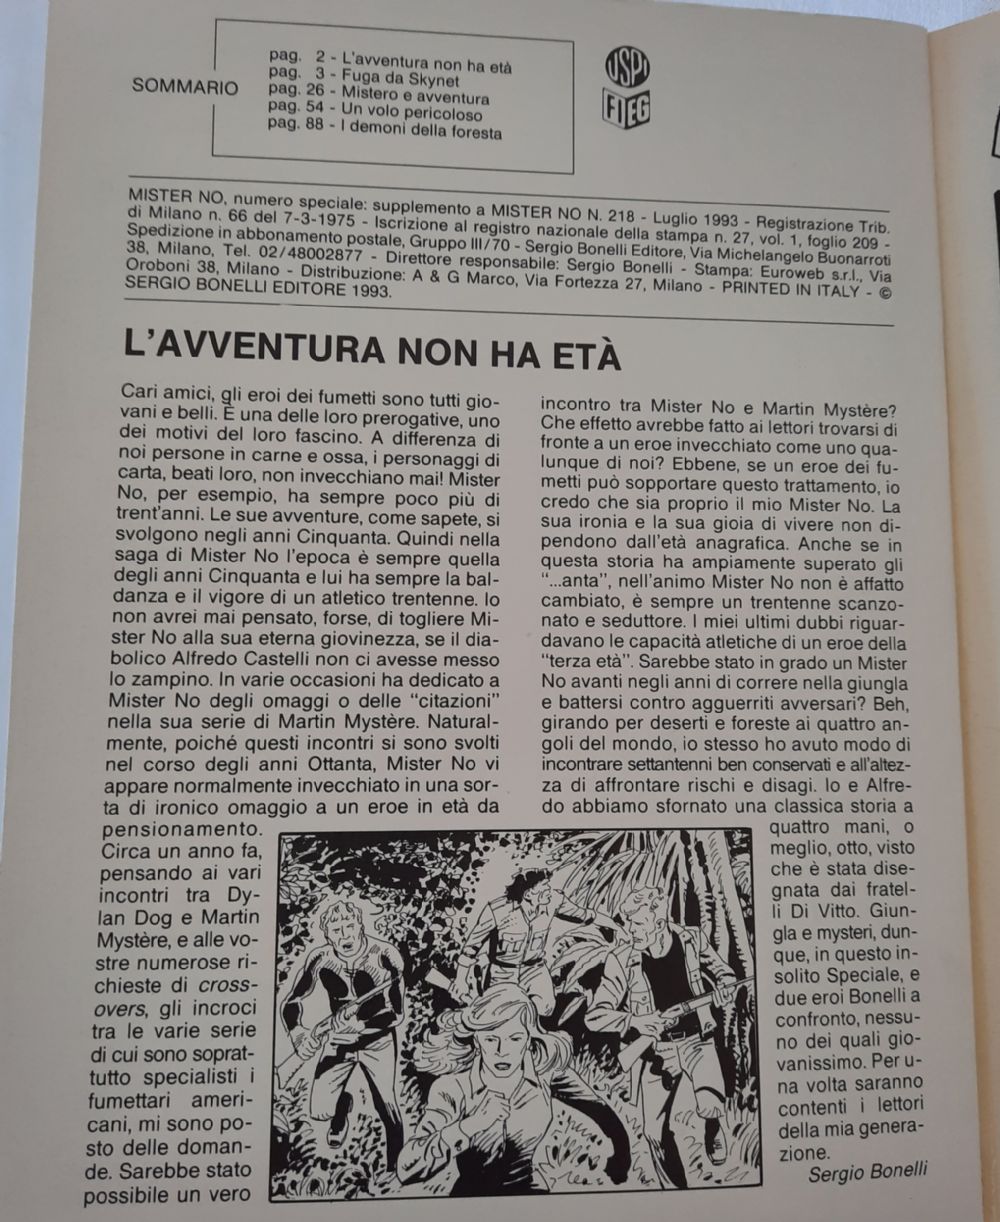 SOMMARIO
pag. 2 - L'avventura non ha età
pag. 3 - Fuga da Skynet
pag. 26 - Mistero e avventura
pag. 54 - Un volo pericoloso
pag. 88 - I demoni della foresta
USPI
FIEG
MISTER NO, numero speciale: supplemento a MISTER NO N. 218 - Luglio 1993 - Registrazione Trib.
di Milano n. 66 del 7-3-1975 - Iscrizione al registro nazionale della stampa n. 27, vol. 1, foglio 209 -
Spedizione in abbonamento postale, Gruppo III/70 - Sergio Bonelli Editore, Via Michelangelo Buonarroti
38, Milano, Tel. 02/48002877 - Direttore responsabile: Sergio Bonelli - Stampa: Euroweb s.r.l., Via
Oroboni 38, Milano - Distribuzione: A & G Marco, Via Fortezza 27, Milano - PRINTED IN ITALY - ©
SERGIO BONELLI EDITORE 1993.
L'AVVENTURA NON HA ETÀ
Cari amici, gli eroi dei fumetti sono tutti gio-
vani e belli. È una delle loro prerogative, uno
dei motivi del loro fascino. A differenza di
noi persone in carne e ossa, i personaggi di
carta, beati loro, non invecchiano mai! Mister
No, per esempio, ha sempre poco più di
trent'anni. Le sue avventure, come sapete, si
svolgono negli anni Cinquanta. Quindi nella
saga di Mister No l'epoca è sempre quella
degli anni Cinquanta e lui ha sempre la bal-
danza e il vigore di un atletico trentenne. Io
non avrei mai pensato, forse, di togliere Mi-
ster No alla sua eterna giovinezza, se il dia-
bolico Alfredo Castelli non ci avesse messo
lo zampino. In varie occasioni ha dedicato a
Mister No degli omaggi o delle “citazioni”
nella sua serie di Martin Mystère. Natural-
mente, poiché questi incontri si sono svolti
nel corso degli anni Ottanta, Mister No vi
appare normalmente invecchiato in una sor-
ta di ironico omaggio a un eroe in età da
pensionamento.
Circa un anno fa,
pensando ai vari
incontri tra Dy-
lan Dog e Martin
Mystère, e alle vo-
stre numerose ri-
chieste di cross-
overs, gli incroci
tra le varie serie
di cui sono soprat-
tutto specialisti i
fumettari ameri-
cani, mi sono po-
sto delle doman-
de. Sarebbe stato
possibile un vero
incontro tra Mister No e Martin Mystère?
Che effetto avrebbe fatto ai lettori trovarsi di
fronte a un eroe invecchiato come uno qua-
lunque di noi? Ebbene, se un eroe dei fu-
metti può sopportare questo trattamento, io
credo che sia proprio il mio Mister No. La
sua ironia e la sua gioia di vivere non di-
pendono dall'età anagrafica. Anche se in
questa storia ha ampiamente superato gli
“...anta”, nell'animo Mister No non è affatto
cambiato, è sempre un trentenne scanzo-
nato e seduttore. I miei ultimi dubbi riguar-
davano le capacità atletiche di un eroe della
“terza età”. Sarebbe stato in grado un Mister
No avanti negli anni di correre nella giungla
e battersi contro agguerriti avversari? Beh,
girando per deserti e foreste ai quattro an-
goli del mondo, io stesso ho avuto modo di
incontrare settantenni ben conservati e all'altez-
za di affrontare rischi e disagi. Io e Alfre-
do abbiamo sfornato una classica storia a
quattro mani, o
meglio, otto, visto
che è stata dise-
gnata dai fratel-
li Di Vitto. Giun-
gla e misteri, dun-
que, in questo in-
solito Speciale, e
due eroi Bonelli a
confronto, nessu-
no dei quali gio-
vanissimo. Per u-
na volta saranno
contenti i lettori
della mia genera-
zione.
Sergio Bonelli